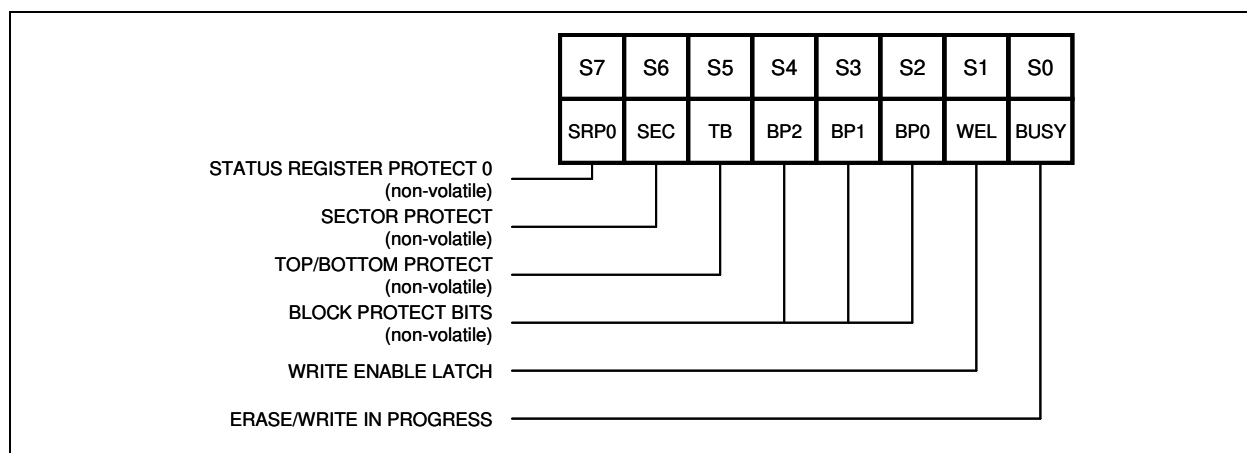 S7 S6 S5 S4 S3 S2 S1 S0
SRP0 SEC TB BP2 BP1 BP0 WEL BUSY
STATUS REGISTER PROTECT 0
(non-volatile)
SECTOR PROTECT
(non-volatile)
TOP/BOTTOM PROTECT
(non-volatile)
BLOCK PROTECT BITS
(non-volatile)
WRITE ENABLE LATCH
ERASE/WRITE IN PROGRESS